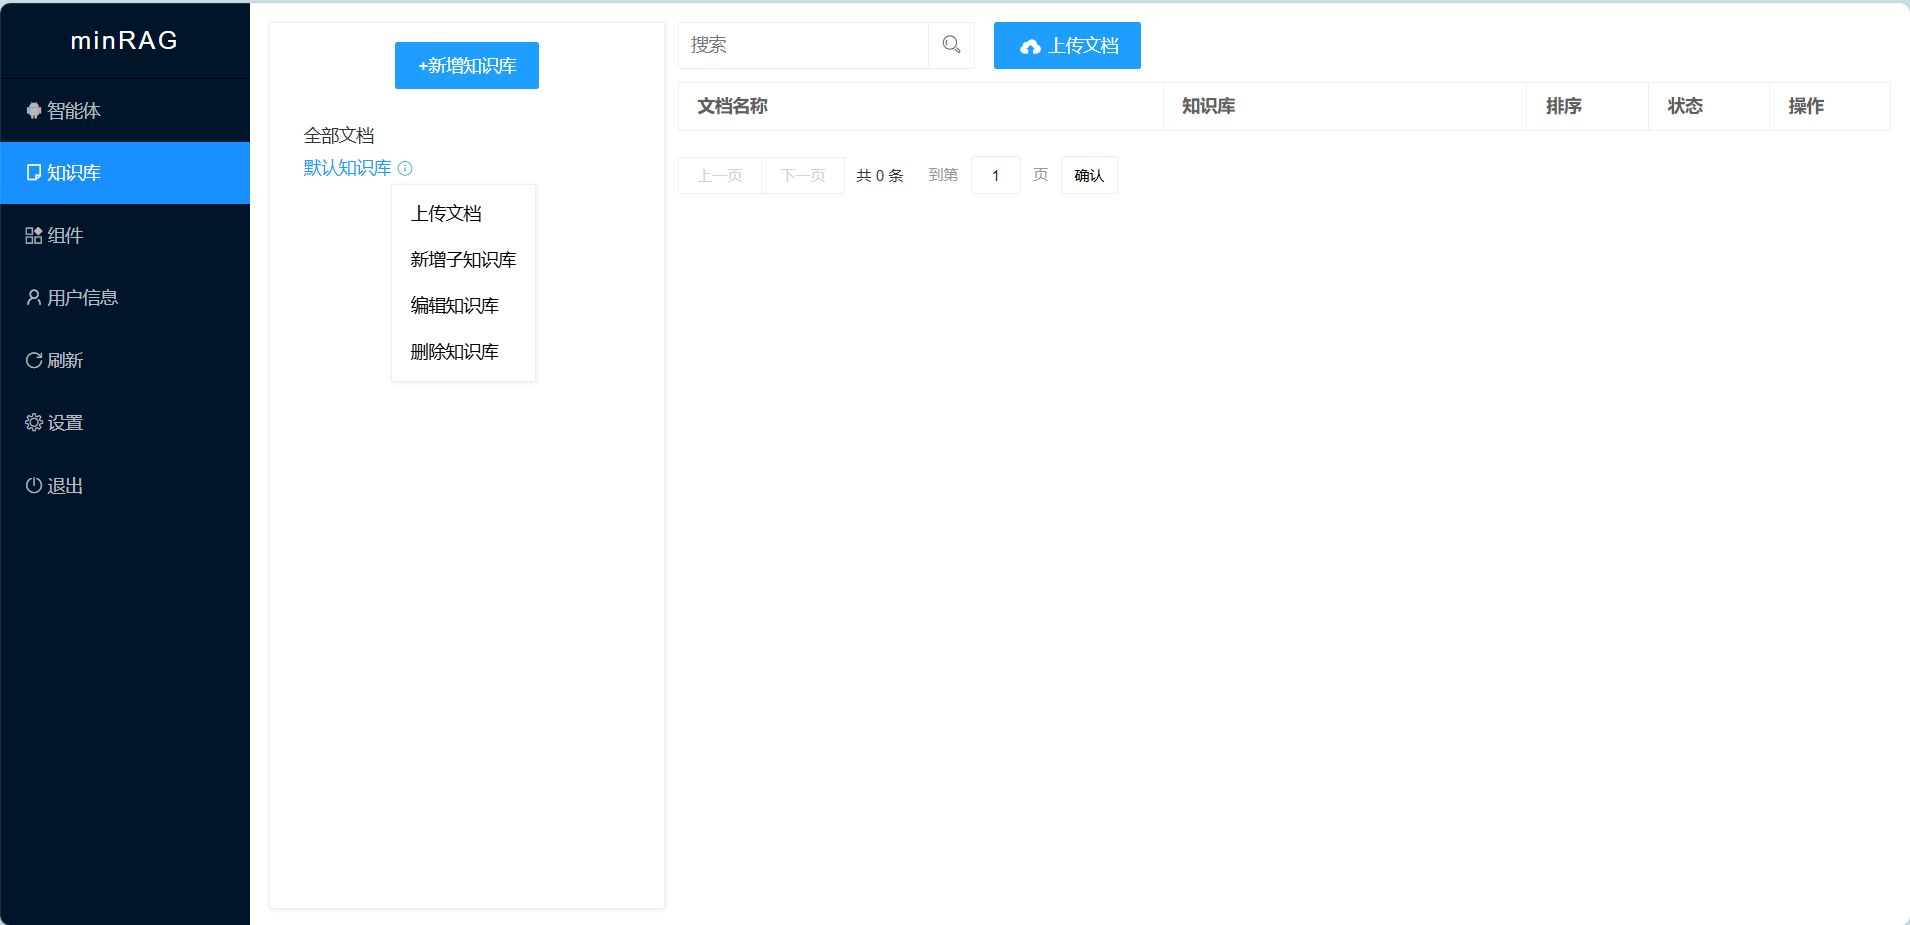 minRAG
智能体
知识库
组件
用户信息
刷新
设置
退出
+新增知识库
全部文档
默认知识库
上传文档
新增子知识库
编辑知识库
删除知识库
搜索
上传文档
文档名称 知识库 排序 状态 操作
上一页 下一页 共 0 条 到第 1 页 确认